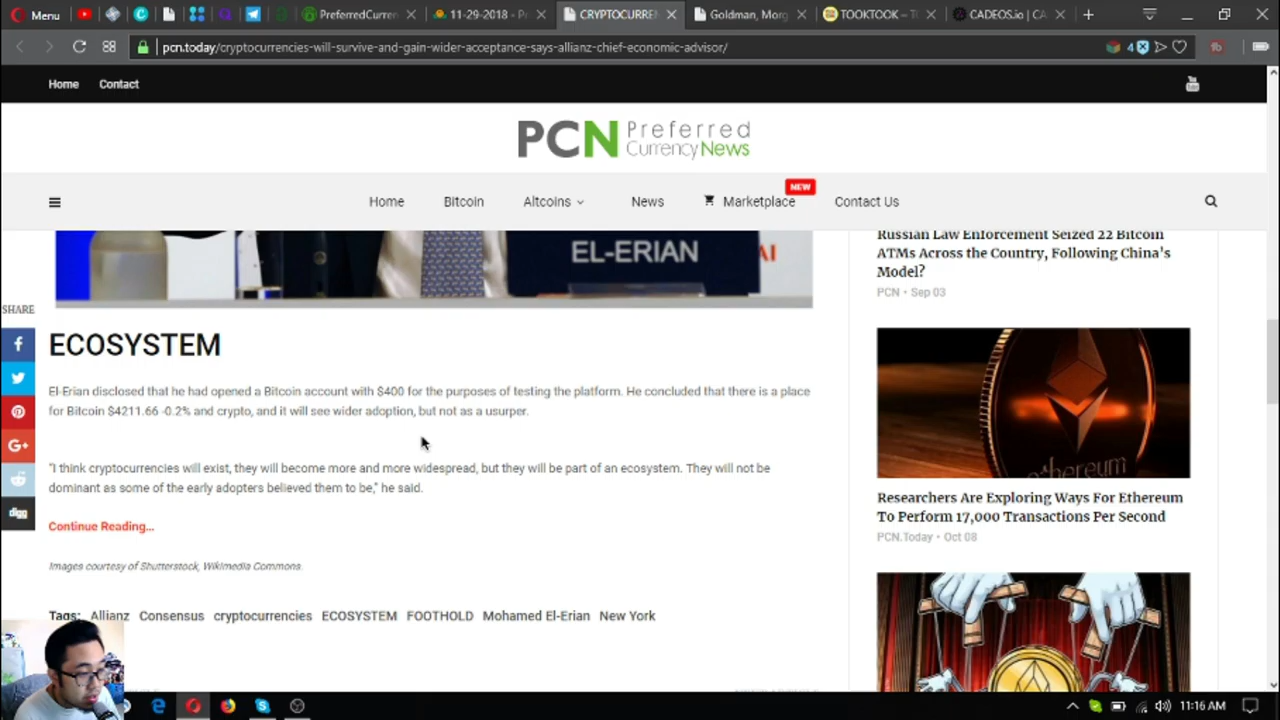 Menu
PreferredCurre
11-29-2018 - P
CRYPTOCURRE
Goldman, Mor
TOOKTOOK – T
CADEOS.io | CA
pcn.today/cryptocurrencies-will-survive-and-gain-wider-acceptance-says-allianz-chief-economic-advisor/
4
Home Contact
PCN Preferred
CurrencyNews
NEW
Home Bitcoin Altcoins News Marketplace Contact Us
EL-ERIAN
AI
SHARE
ECOSYSTEM
El-Erian disclosed that he had opened a Bitcoin account with $400 for the purposes of testing the platform. He concluded that there is a place
for Bitcoin $4211.66 -0.2% and crypto, and it will see wider adoption, but not as a usurper.
"I think cryptocurrencies will exist, they will become more and more widespread, but they will be part of an ecosystem. They will not be
dominant as some of the early adopters believed them to be," he said.
Continue Reading...
Images courtesy of Shutterstock, Wikimedia Commons.
Tags: Allianz Consensus cryptocurrencies ECOSYSTEM FOOTHOLD Mohamed El-Erian New York
Russian Law Enforcement Seized 22 Bitcoin
ATMs Across the Country, Following China's
Model?
PCN • Sep 03
ethereum
Researchers Are Exploring Ways For Ethereum
To Perform 17,000 Transactions Per Second
PCN.Today • Oct 08
digg
11:16 AM